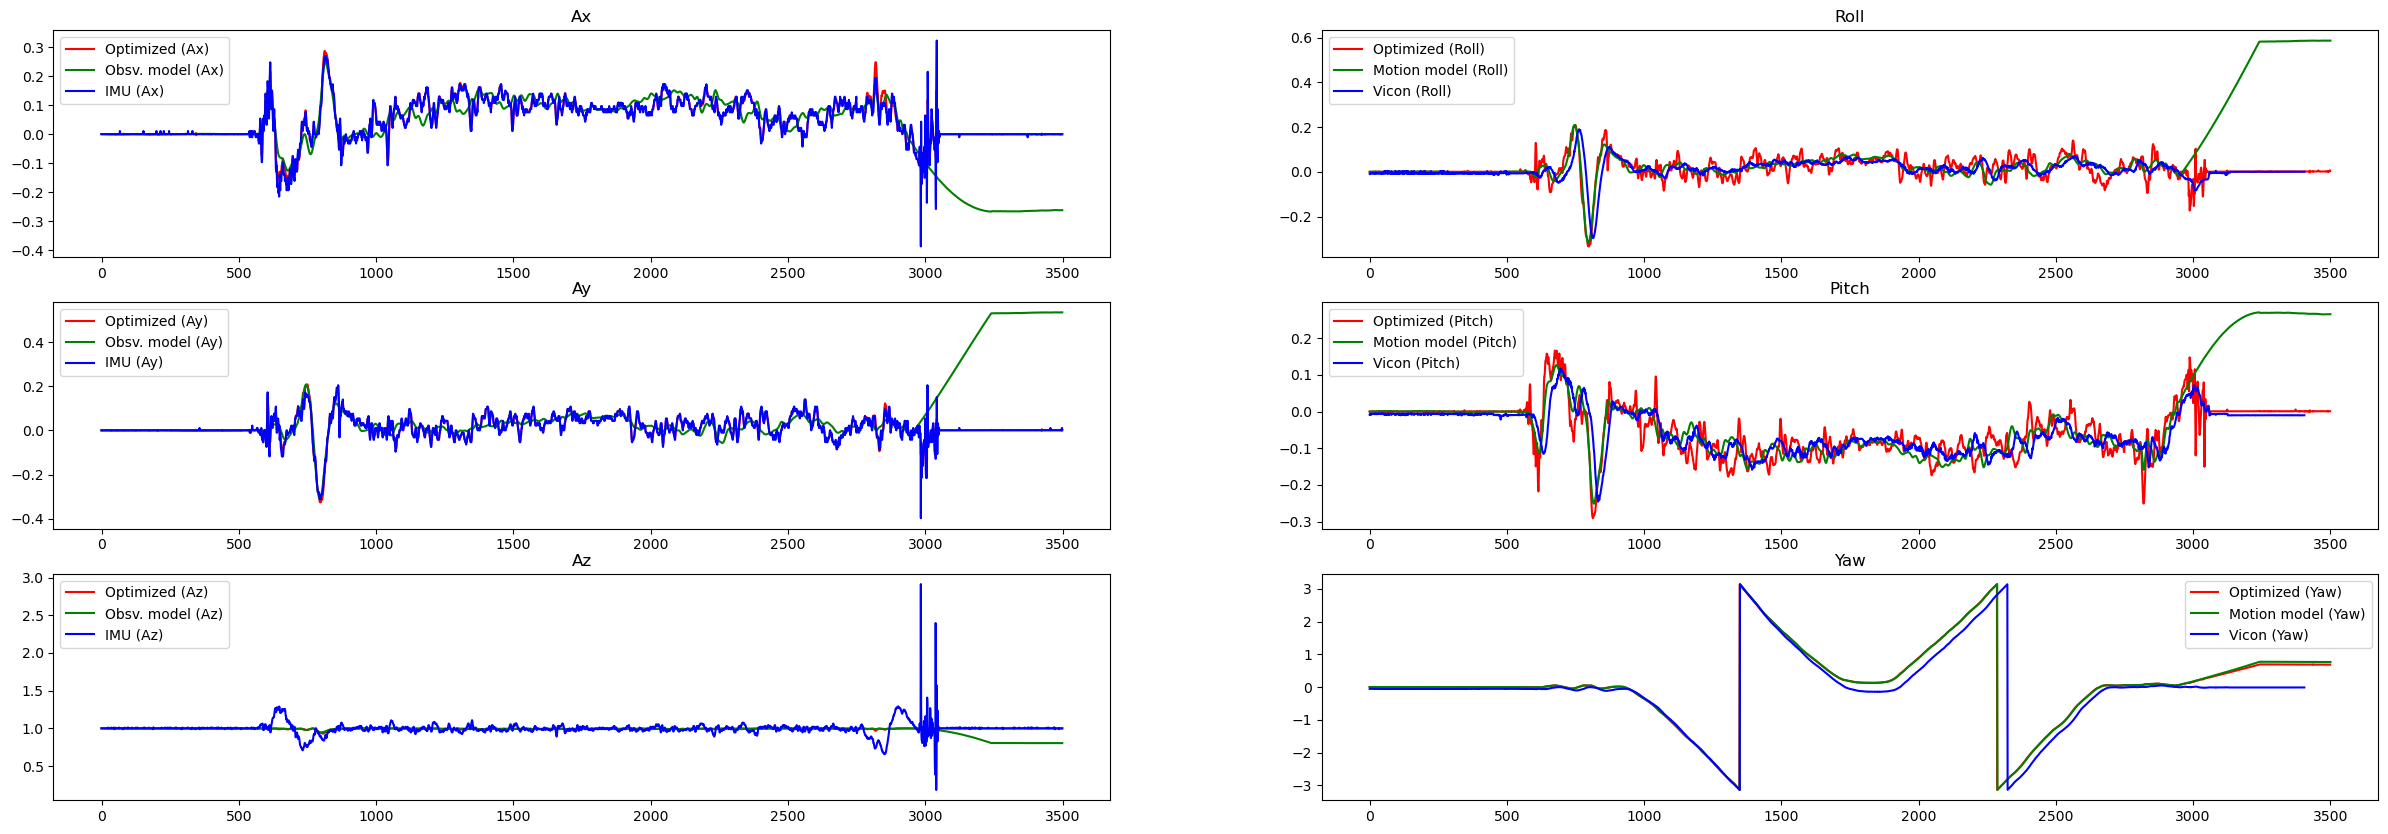 Ax
0.3
0.2
0.1
0.0
−0.1
−0.2
−0.3
−0.4
Optimized (Ax)
Obsv. model (Ax)
IMU (Ax)
0 500 1000 1500 2000 2500 3000 3500
Roll
0.6
0.4
0.2
0.0
−0.2
Optimized (Roll)
Motion model (Roll)
Vicon (Roll)
0 500 1000 1500 2000 2500 3000 3500
Ay
0.4
0.2
0.0
−0.2
−0.4
Optimized (Ay)
Obsv. model (Ay)
IMU (Ay)
0 500 1000 1500 2000 2500 3000 3500
Pitch
0.2
0.1
0.0
−0.1
−0.2
−0.3
Optimized (Pitch)
Motion model (Pitch)
Vicon (Pitch)
0 500 1000 1500 2000 2500 3000 3500
Az
3.0
2.5
2.0
1.5
1.0
0.5
Optimized (Az)
Obsv. model (Az)
IMU (Az)
0 500 1000 1500 2000 2500 3000 3500
Yaw
3
2
1
0
−1
−2
−3
Optimized (Yaw)
Motion model (Yaw)
Vicon (Yaw)
0 500 1000 1500 2000 2500 3000 3500